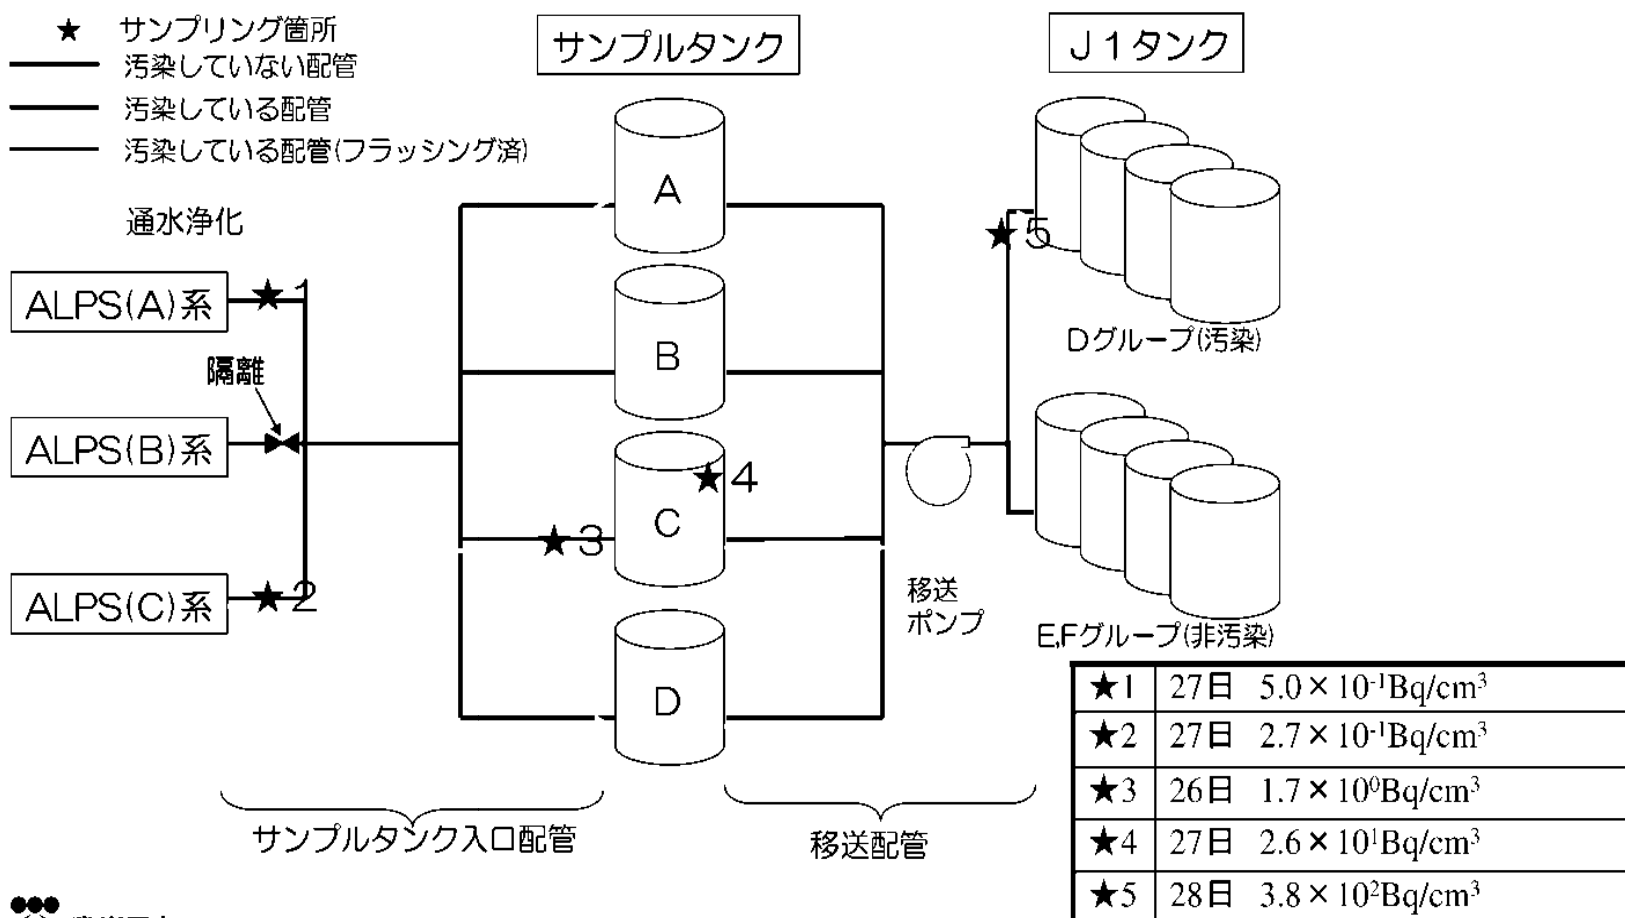 ★ サンプリング箇所
汚染していない配管
汚染している配管
汚染している配管(フラッシング済)
サンプルタンク
J1タンク
通水浄化
ALPS(A)系
★1
隔離
ALPS(B)系
ALPS(C)系
★2
A
B
C
D
★3
★4
★5
Dグループ(汚染)
E,Fグループ(非汚染)
移送
ポンプ
サンプルタンク入口配管
移送配管
★1 27日 5.0×10⁻¹Bq/cm³
★2 27日 2.7×10⁻¹Bq/cm³
★3 26日 1.7×10⁰Bq/cm³
★4 27日 2.6×10¹Bq/cm³
★5 28日 3.8×10²Bq/cm³